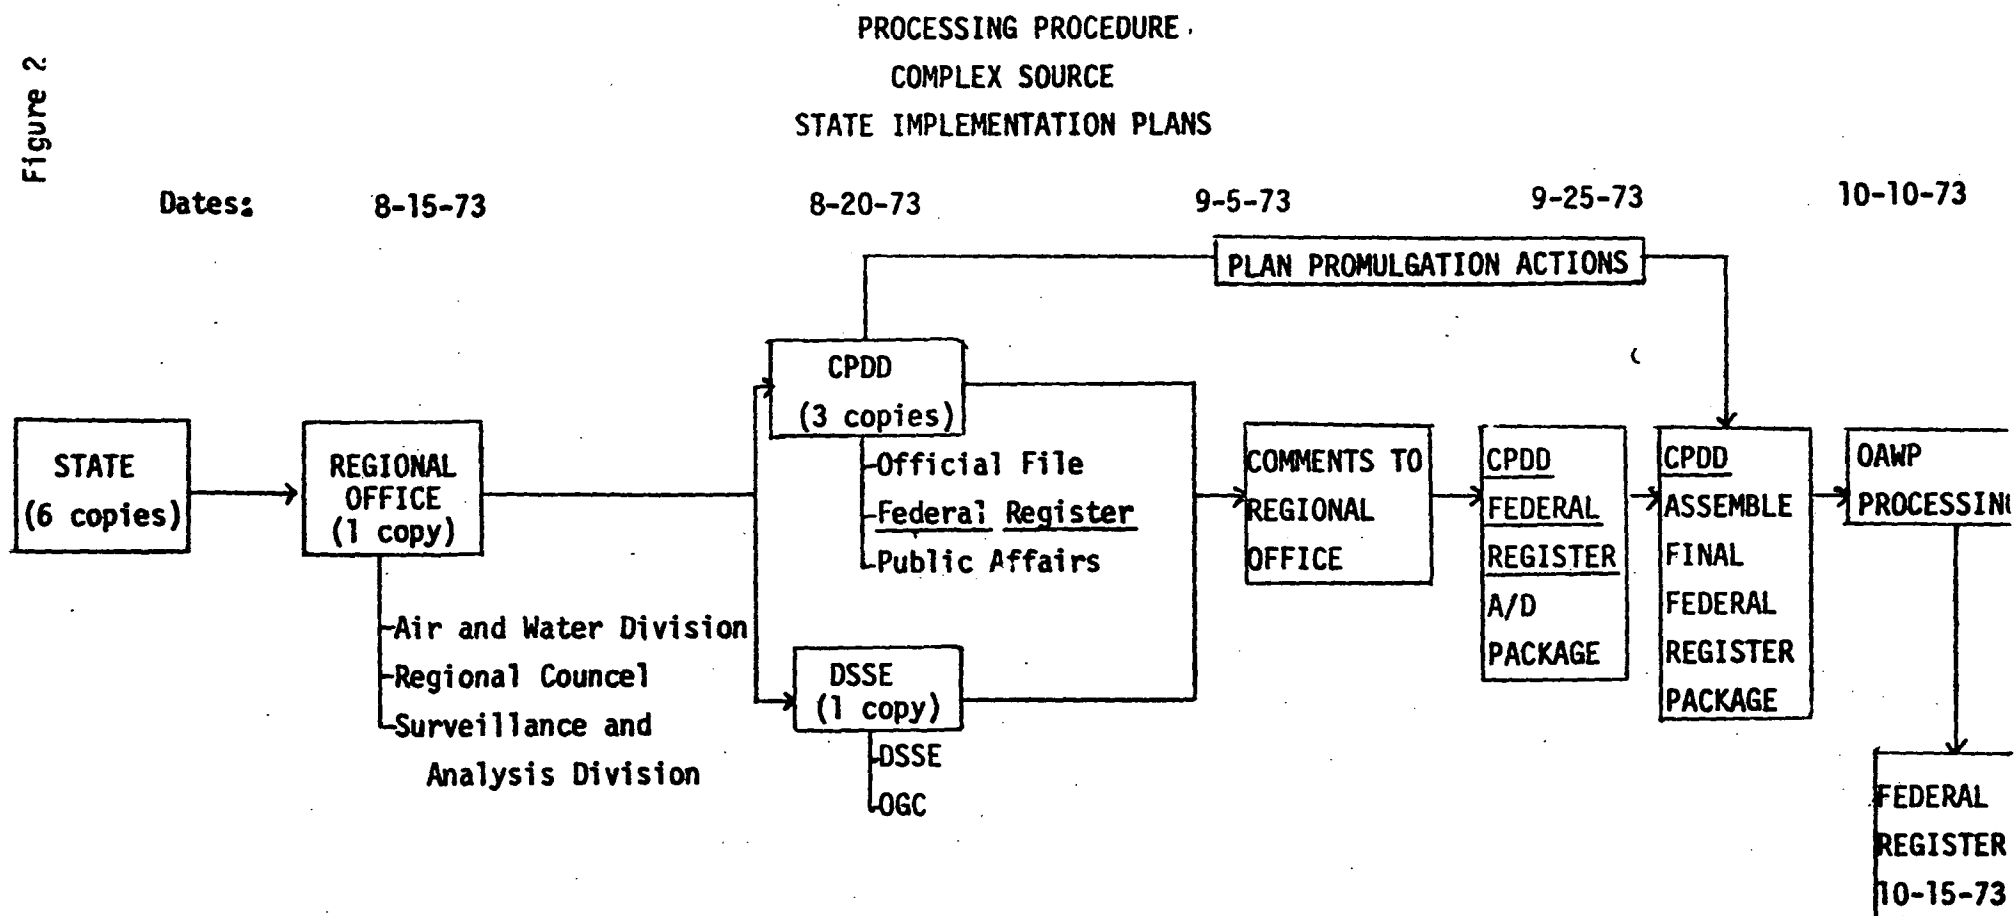 Figure 2
PROCESSING PROCEDURE
COMPLEX SOURCE
STATE IMPLEMENTATION PLANS
Dates: 8-15-73 8-20-73 9-5-73 9-25-73 10-10-73
PLAN PROMULGATION ACTIONS
STATE
(6 copies)
REGIONAL
OFFICE
(1 copy)
Air and Water Division
Regional Councel
Surveillance and
Analysis Division
CPDD
(3 copies)
Official File
Federal Register
Public Affairs
DSSE
(1 copy)
DSSE
OGC
COMMENTS TO
REGIONAL
OFFICE
CPDD
FEDERAL
REGISTER
A/D
PACKAGE
CPDD
ASSEMBLE
FINAL
FEDERAL
REGISTER
PACKAGE
OAWP
PROCESSIN
FEDERAL
REGISTER
10-15-73